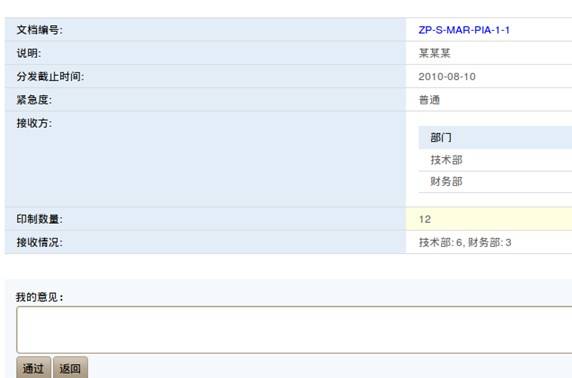 文档编号: ZP-S-MAR-PIA-1-1
说明: 某某某
分发截止时间: 2010-08-10
紧急度: 普通
接收方:
部门
技术部
财务部
印制数量: 12
接收情况: 技术部: 6, 财务部: 3
我的意见:
通过 返回